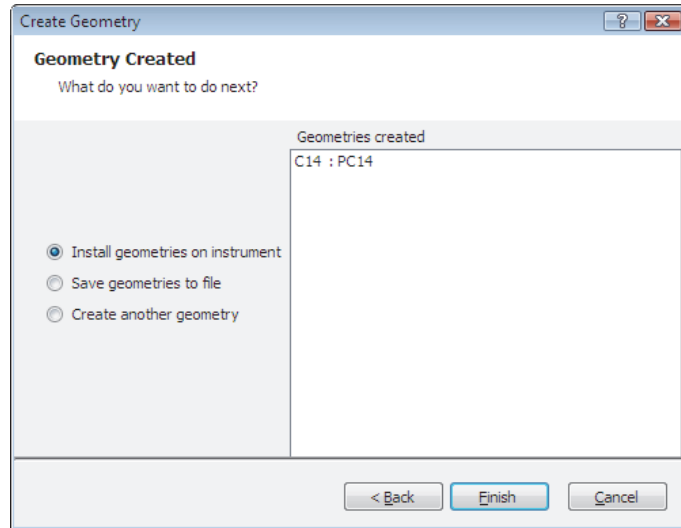 Create Geometry
Geometry Created
What do you want to do next?
Geometries created
C14 : PC14
Install geometries on instrument
Save geometries to file
Create another geometry
< Back Finish Cancel